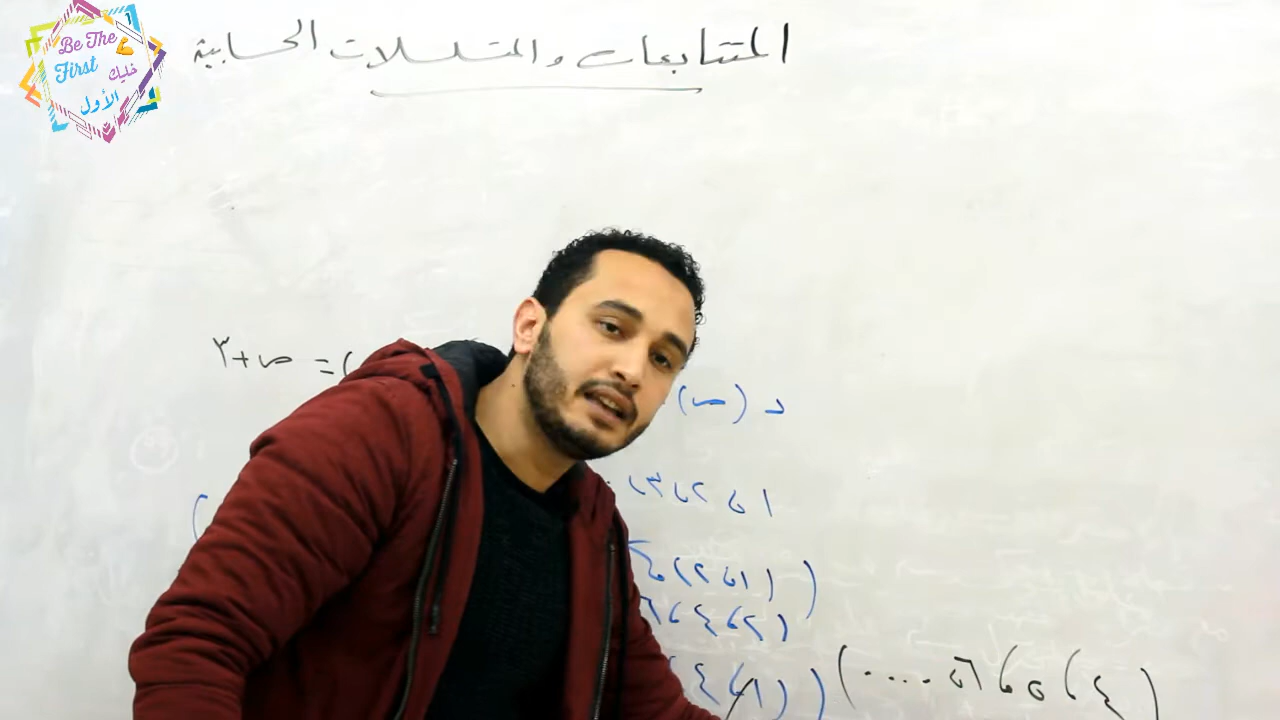 Be The
First
خليك
الأول
المتتابعات والمتسلسلات الحسابية
= س+٣
د (س)
١ ، ٢ ، ٣ ،
(١ ، ٢ ،
(٢ ، ٤ ، ٦
(١ ، ٤
(٤ ، ٥ ، ٦ ، ....)